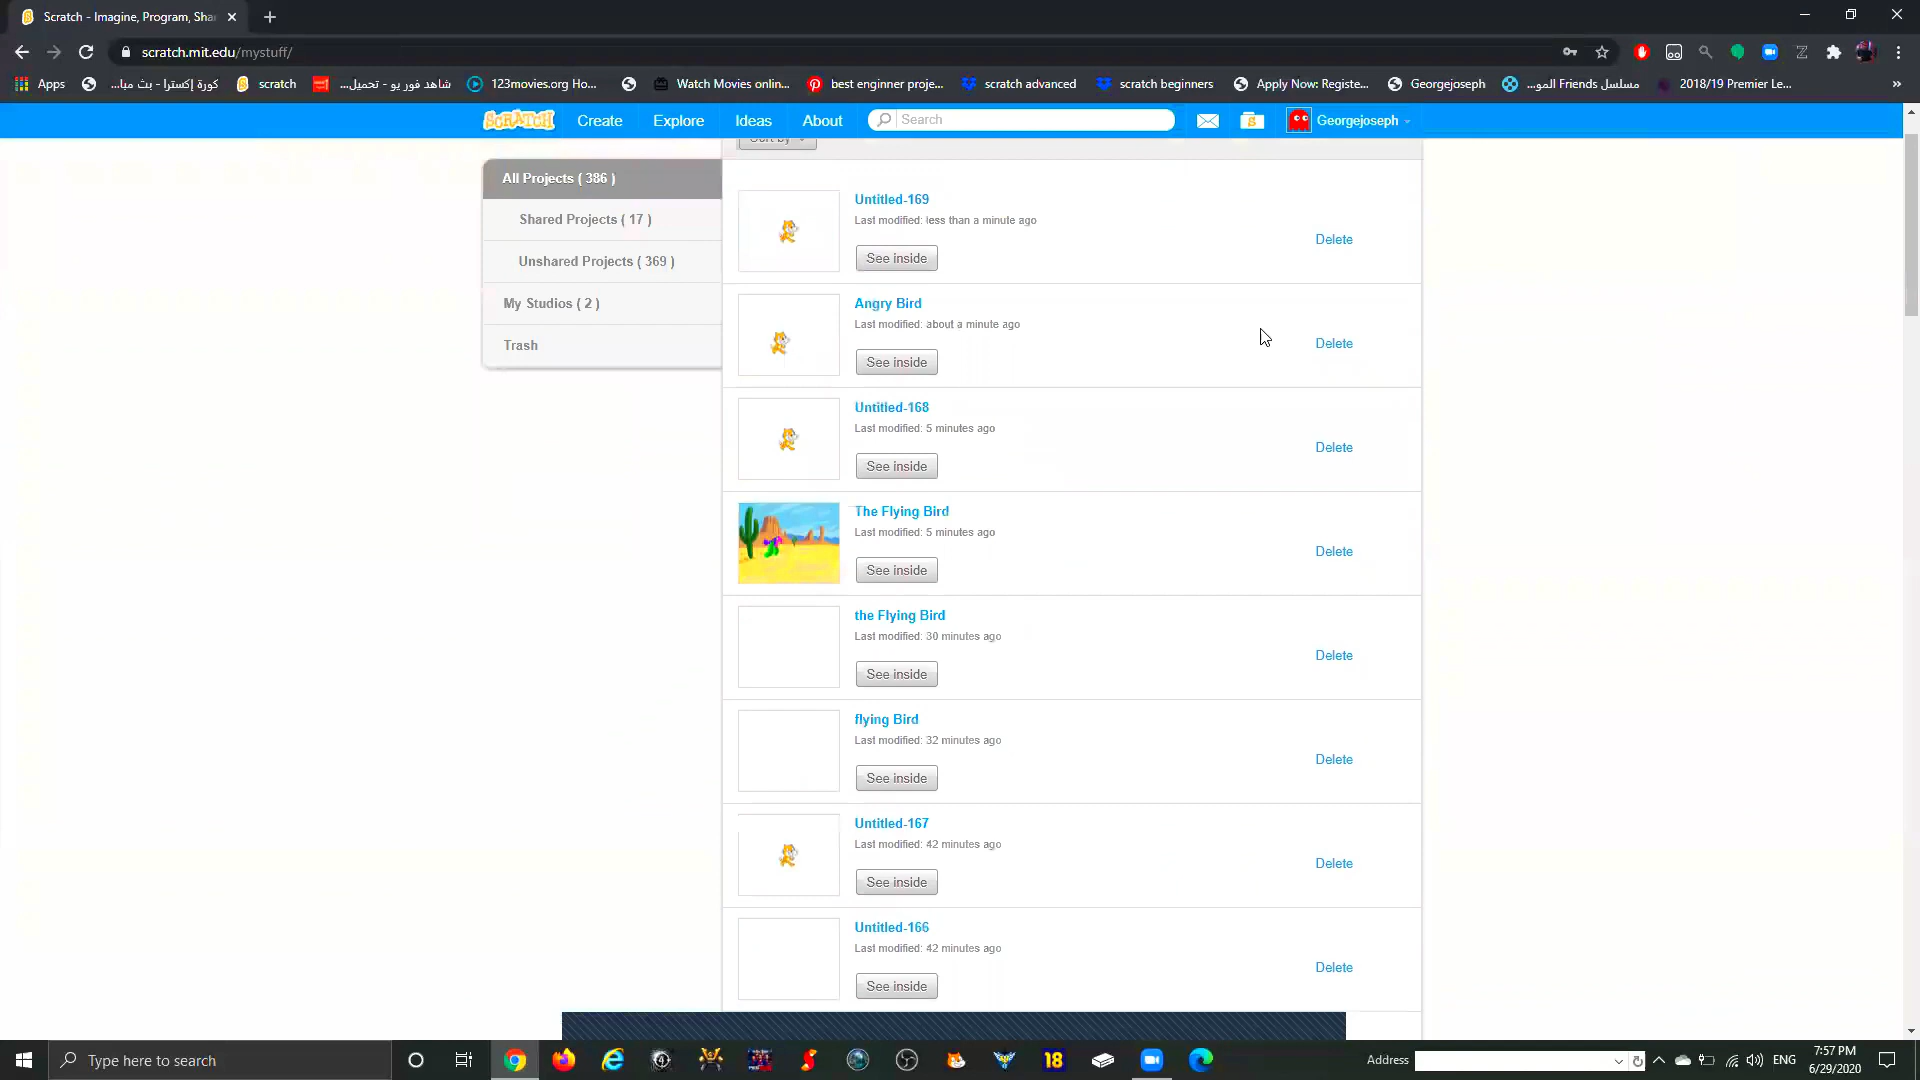 Scratch - Imagine, Program, Sha
scratch.mit.edu/mystuff/
Apps
كورة إكسترا - بث مبا...
scratch
شاهد فور يو - تحميل...
123movies.org Ho...
Watch Movies onlin...
best enginner proje...
scratch advanced
scratch beginners
Apply Now: Registe...
Georgejoseph
مسلسل Friends المو...
2018/19 Premier Le...
»
SCRATCH
Create
Explore
Ideas
About
Search
Georgejoseph
Sort by
All Projects ( 386 )
Shared Projects ( 17 )
Unshared Projects ( 369 )
My Studios ( 2 )
Trash
Untitled-169
Last modified: less than a minute ago
See inside
Delete
Angry Bird
Last modified: about a minute ago
See inside
Delete
Untitled-168
Last modified: 5 minutes ago
See inside
Delete
The Flying Bird
Last modified: 5 minutes ago
See inside
Delete
the Flying Bird
Last modified: 30 minutes ago
See inside
Delete
flying Bird
Last modified: 32 minutes ago
See inside
Delete
Untitled-167
Last modified: 42 minutes ago
See inside
Delete
Untitled-166
Last modified: 42 minutes ago
See inside
Delete
Type here to search
18
Address
ENG
7:57 PM
6/29/2020